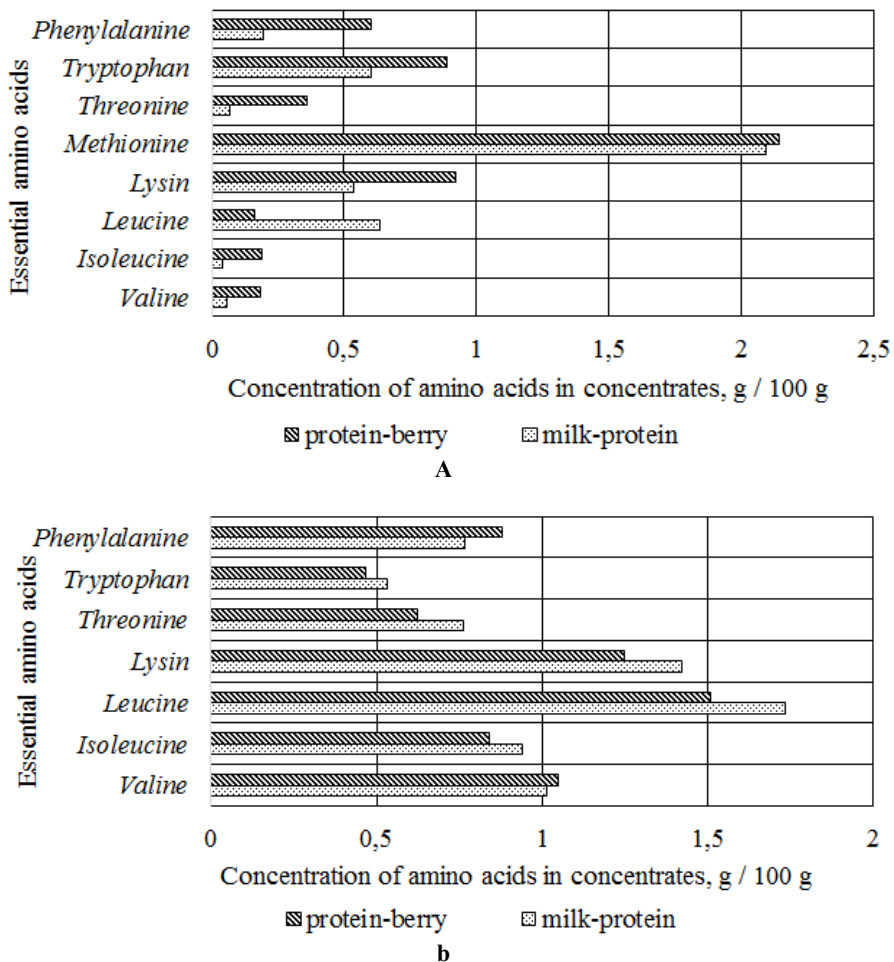 Essential amino acids
Phenylalanine
Tryptophan
Threonine
Methionine
Lysin
Leucine
Isoleucine
Valine
0 0,5 1 1,5 2 2,5
Concentration of amino acids in concentrates, g / 100 g
protein-berry milk-protein
A
Essential amino acids
Phenylalanine
Tryptophan
Threonine
Lysin
Leucine
Isoleucine
Valine
0 0,5 1 1,5 2
Concentration of amino acids in concentrates, g / 100 g
protein-berry milk-protein
b